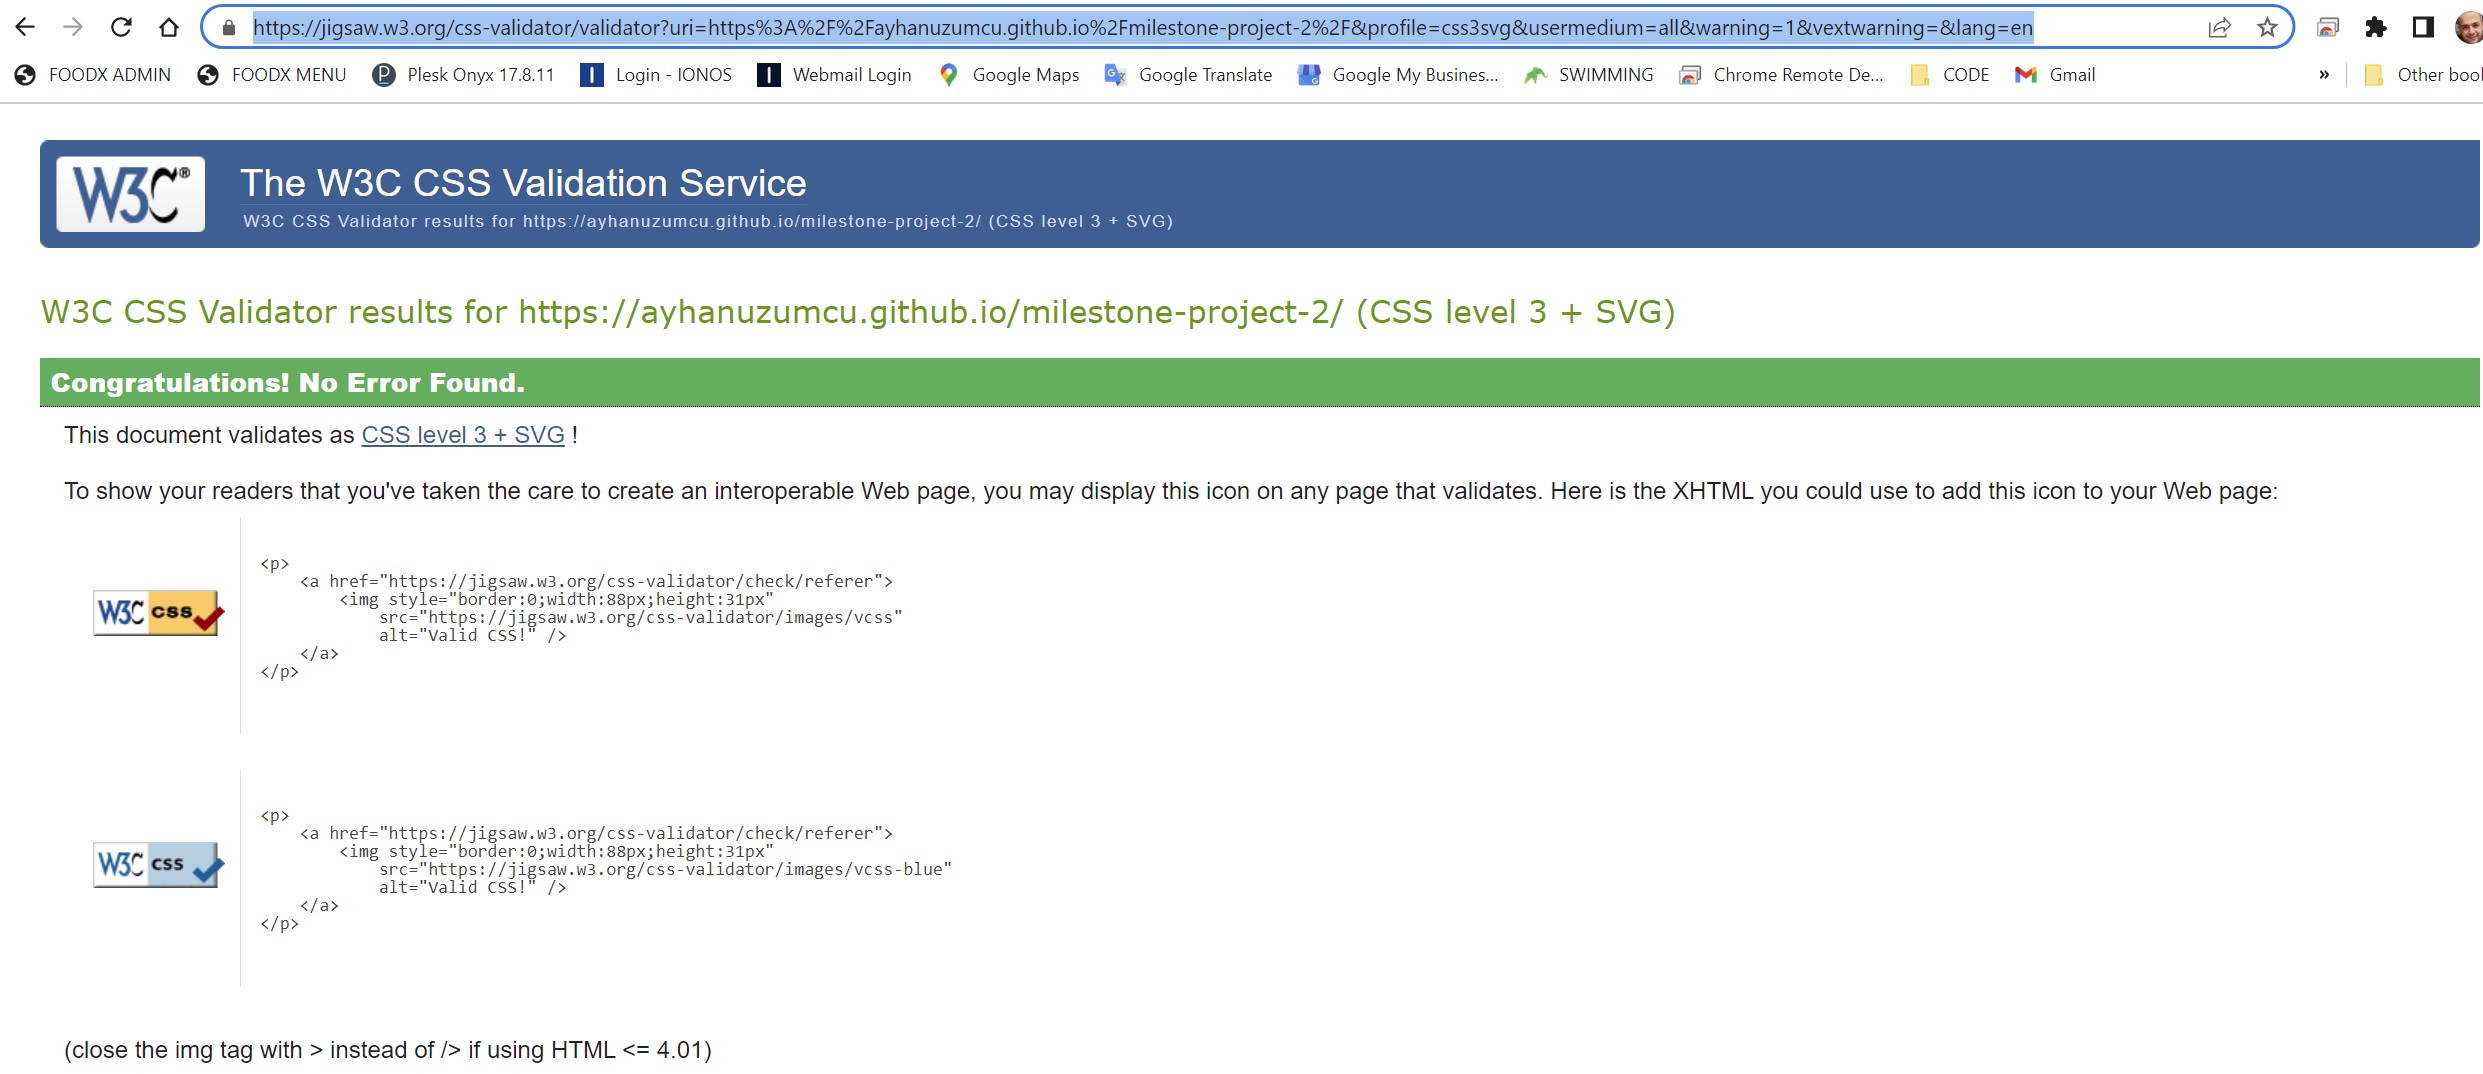 https://jigsaw.w3.org/css-validator/validator?uri=https%3A%2F%2Fayhanuzumcu.github.io%2Fmilestone-project-2%2F&profile=css3svg&usermedium=all&warning=1&vextwarning=&lang=en
FOODX ADMIN FOODX MENU P Plesk Onyx 17.8.11 I Login - IONOS I Webmail Login Google Maps Google Translate Google My Busines... SWIMMING Chrome Remote De... CODE Gmail » Other bool
W3C® The W3C CSS Validation Service
W3C CSS Validator results for https://ayhanuzumcu.github.io/milestone-project-2/ (CSS level 3 + SVG)
W3C CSS Validator results for https://ayhanuzumcu.github.io/milestone-project-2/ (CSS level 3 + SVG)
Congratulations! No Error Found.
This document validates as CSS level 3 + SVG !
To show your readers that you've taken the care to create an interoperable Web page, you may display this icon on any page that validates. Here is the XHTML you could use to add this icon to your Web page:
W3C css
<p>
<a href="https://jigsaw.w3.org/css-validator/check/referer">
<img style="border:0;width:88px;height:31px"
src="https://jigsaw.w3.org/css-validator/images/vcss"
alt="Valid CSS!" />
</a>
</p>
W3C css
<p>
<a href="https://jigsaw.w3.org/css-validator/check/referer">
<img style="border:0;width:88px;height:31px"
src="https://jigsaw.w3.org/css-validator/images/vcss-blue"
alt="Valid CSS!" />
</a>
</p>
(close the img tag with > instead of /> if using HTML <= 4.01)